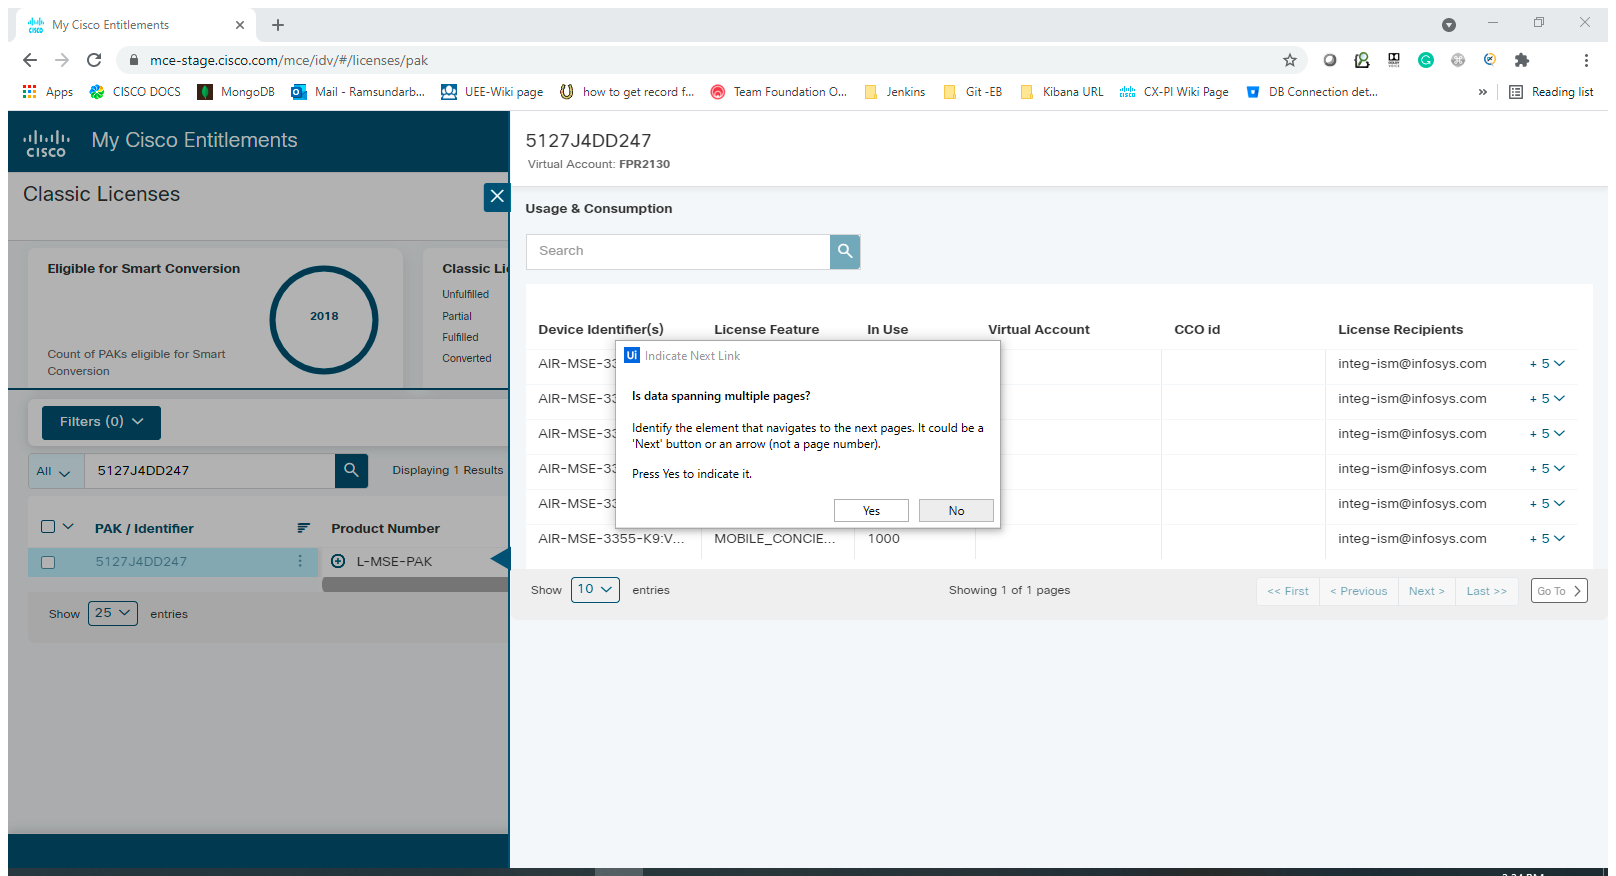 My Cisco Entitlements
mce-stage.cisco.com/mce/idv/#/licenses/pak
Apps CISCO DOCS MongoDB Mail - Ramsundarb... UEE-Wiki page how to get record f... Team Foundation O... Jenkins Git -EB Kibana URL CX-PI Wiki Page DB Connection det... » Reading list
CISCO My Cisco Entitlements
Classic Licenses
Eligible for Smart Conversion
2018
Count of PAKs eligible for Smart
Conversion
Classic Li
Unfulfilled
Partial
Fulfilled
Converted
Filters (0)
All 5127J4DD247 Displaying 1 Results
PAK / Identifier Product Number
5127J4DD247 L-MSE-PAK
Show 25 entries
5127J4DD247
Virtual Account: FPR2130
Usage & Consumption
Search
Device Identifier(s) License Feature In Use Virtual Account CCO id License Recipients
AIR-MSE-33 integ-ism@infosys.com + 5
AIR-MSE-33 integ-ism@infosys.com + 5
AIR-MSE-33 integ-ism@infosys.com + 5
AIR-MSE-33 integ-ism@infosys.com + 5
AIR-MSE-33 integ-ism@infosys.com + 5
AIR-MSE-3355-K9:V... MOBILE_CONCIE... 1000 integ-ism@infosys.com + 5
Show 10 entries Showing 1 of 1 pages << First < Previous Next > Last >> Go To
Ui Indicate Next Link
Is data spanning multiple pages?
Identify the element that navigates to the next pages. It could be a
'Next' button or an arrow (not a page number).
Press Yes to indicate it.
Yes No